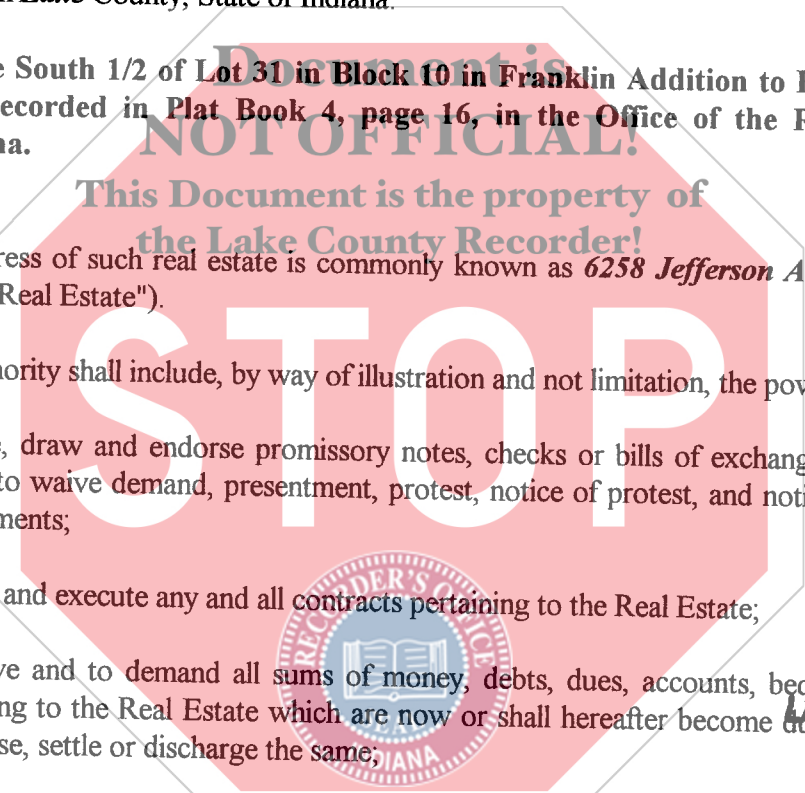 County, State of Indiana.
Document is
South 1/2 of Lot 31 in Block 10 in Franklin Addition to
ecorded in Plat Book 4, page 16, in the Office of the R
NOT OFFICIAL!
na.
This Document is the property of
the Lake County Recorder!
ress of such real estate is commonly known as 6258 Jefferson A
Real Estate").
STOP
nority shall include, by way of illustration and not limitation, the pow
, draw and endorse promissory notes, checks or bills of exchang
to waive demand, presentment, protest, notice of protest, and noti
ments;
RECORDER'S OFFICE
and execute any and all contracts pertaining to the Real Estate;
ve and to demand all sums of money, debts, dues, accounts, beq
ng to the Real Estate which are now or shall hereafter become du
SEAL
se, settle or discharge the same;
INDIANA